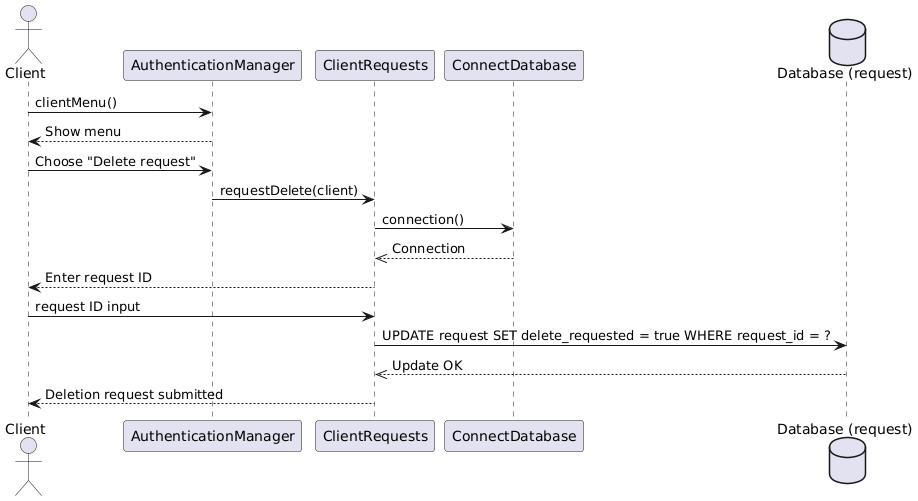 Client
AuthenticationManager
ClientRequests
ConnectDatabase
Database (request)
clientMenu()
Show menu
Choose "Delete request"
requestDelete(client)
connection()
Connection
Enter request ID
request ID input
UPDATE request SET delete_requested = true WHERE request_id = ?
Update OK
Deletion request submitted
Client
AuthenticationManager
ClientRequests
ConnectDatabase
Database (request)